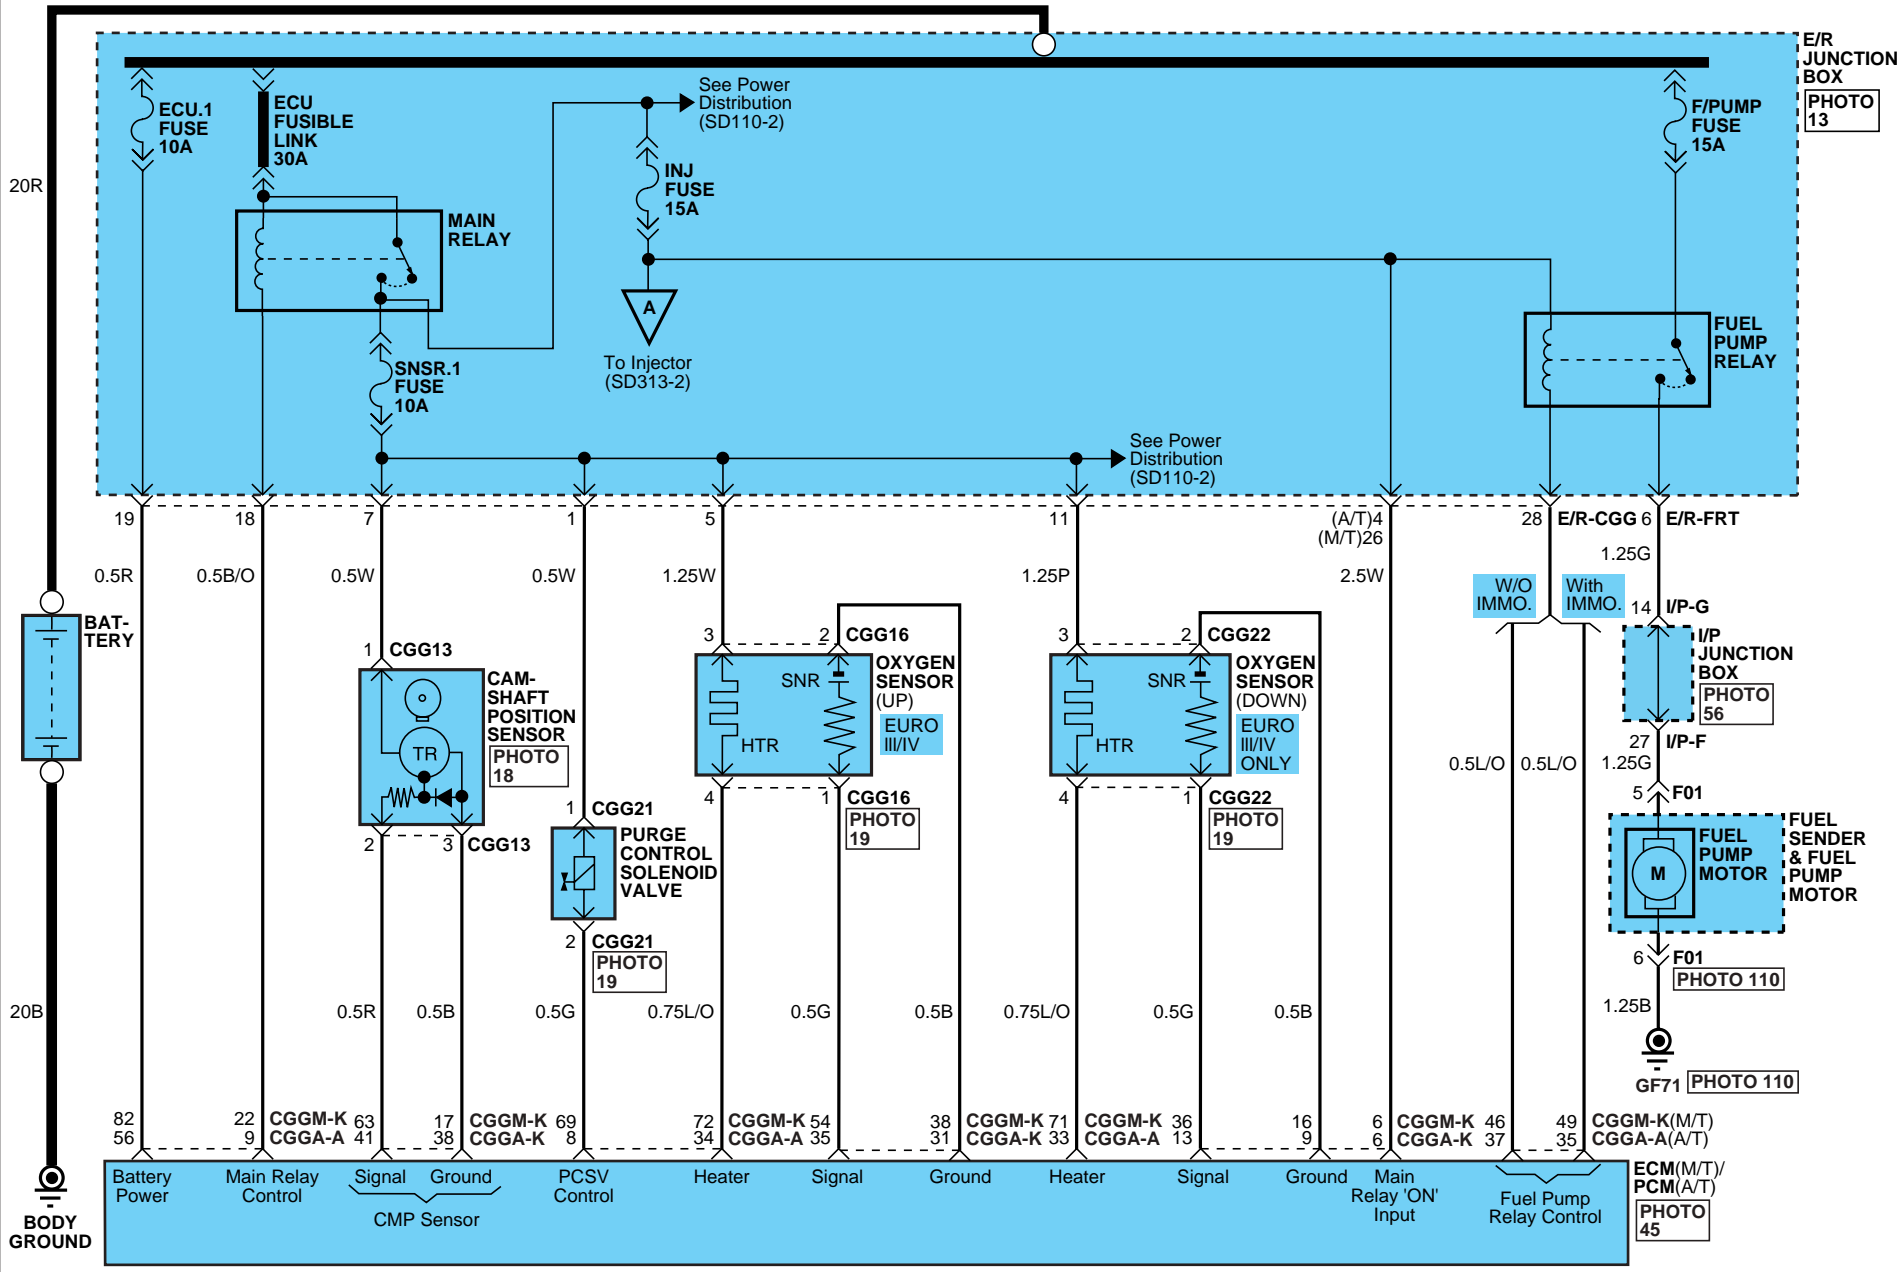 E/R
JUNCTION
BOX
PHOTO
13
ECU.1
FUSE
10A
ECU
FUSIBLE
LINK
30A
See Power
Distribution
(SD110-2)
F/PUMP
FUSE
15A
INJ
FUSE
15A
20R
MAIN
RELAY
A
To Injector
(SD313-2)
FUEL
PUMP
RELAY
SNSR.1
FUSE
10A
See Power
Distribution
(SD110-2)
19
18
7
1
5
11
(A/T)4
(M/T)26
28 E/R-CGG
6 E/R-FRT
0.5R
0.5B/O
0.5W
0.5W
1.25W
1.25P
2.5W
1.25G
W/O
IMMO.
With
IMMO.
14 I/P-G
BAT-
TERY
1 CGG13
3
2 CGG16
3
2 CGG22
I/P
JUNCTION
BOX
PHOTO
56
CAM-
SHAFT
POSITION
SENSOR
PHOTO
18
TR
SNR
HTR
OXYGEN
SENSOR
(UP)
EURO
III/IV
SNR
HTR
OXYGEN
SENSOR
(DOWN)
EURO
III/IV
ONLY
27 I/P-F
0.5L/O
0.5L/O
1.25G
5 F01
4
1 CGG16
PHOTO
19
4
1 CGG22
PHOTO
19
1 CGG21
2
3 CGG13
PURGE
CONTROL
SOLENOID
VALVE
M
FUEL
PUMP
MOTOR
FUEL
SENDER
& FUEL
PUMP
MOTOR
2 CGG21
PHOTO
19
6 F01
PHOTO 110
20B
0.5R
0.5B
0.5G
0.75L/O
0.5G
0.5B
0.75L/O
0.5G
0.5B
1.25B
GF71 PHOTO 110
82 22 CGGM-K 63 17 CGGM-K 69 72 CGGM-K 54 38 CGGM-K 71 CGGM-K 36 16 6 CGGM-K 46 49 CGGM-K(M/T)
56 9 CGGA-A 41 38 CGGA-K 8 34 CGGA-A 35 31 CGGA-K 33 CGGA-A 13 9 6 CGGA-K 37 35 CGGA-A(A/T)
Battery
Power
Main Relay
Control
Signal
Ground
CMP Sensor
PCSV
Control
Heater
Signal
Ground
Heater
Signal
Ground
Main
Relay 'ON'
Input
Fuel Pump
Relay Control
ECM(M/T)/
PCM(A/T)
PHOTO
45
BODY
GROUND